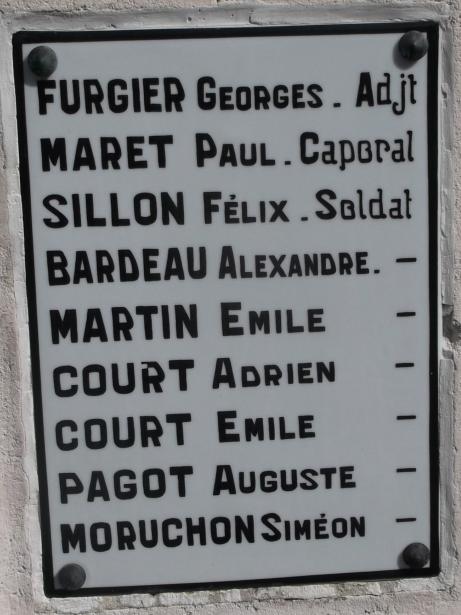 FURGIER GEORGES. Adjt
MARET PAUL. Caporal
SILLON FÉLIX. Soldat
BARDEAU ALEXANDRE. –
MARTIN EMILE –
COURT ADRIEN –
COURT EMILE –
PAGOT AUGUSTE –
MORUCHON SIMÉON –